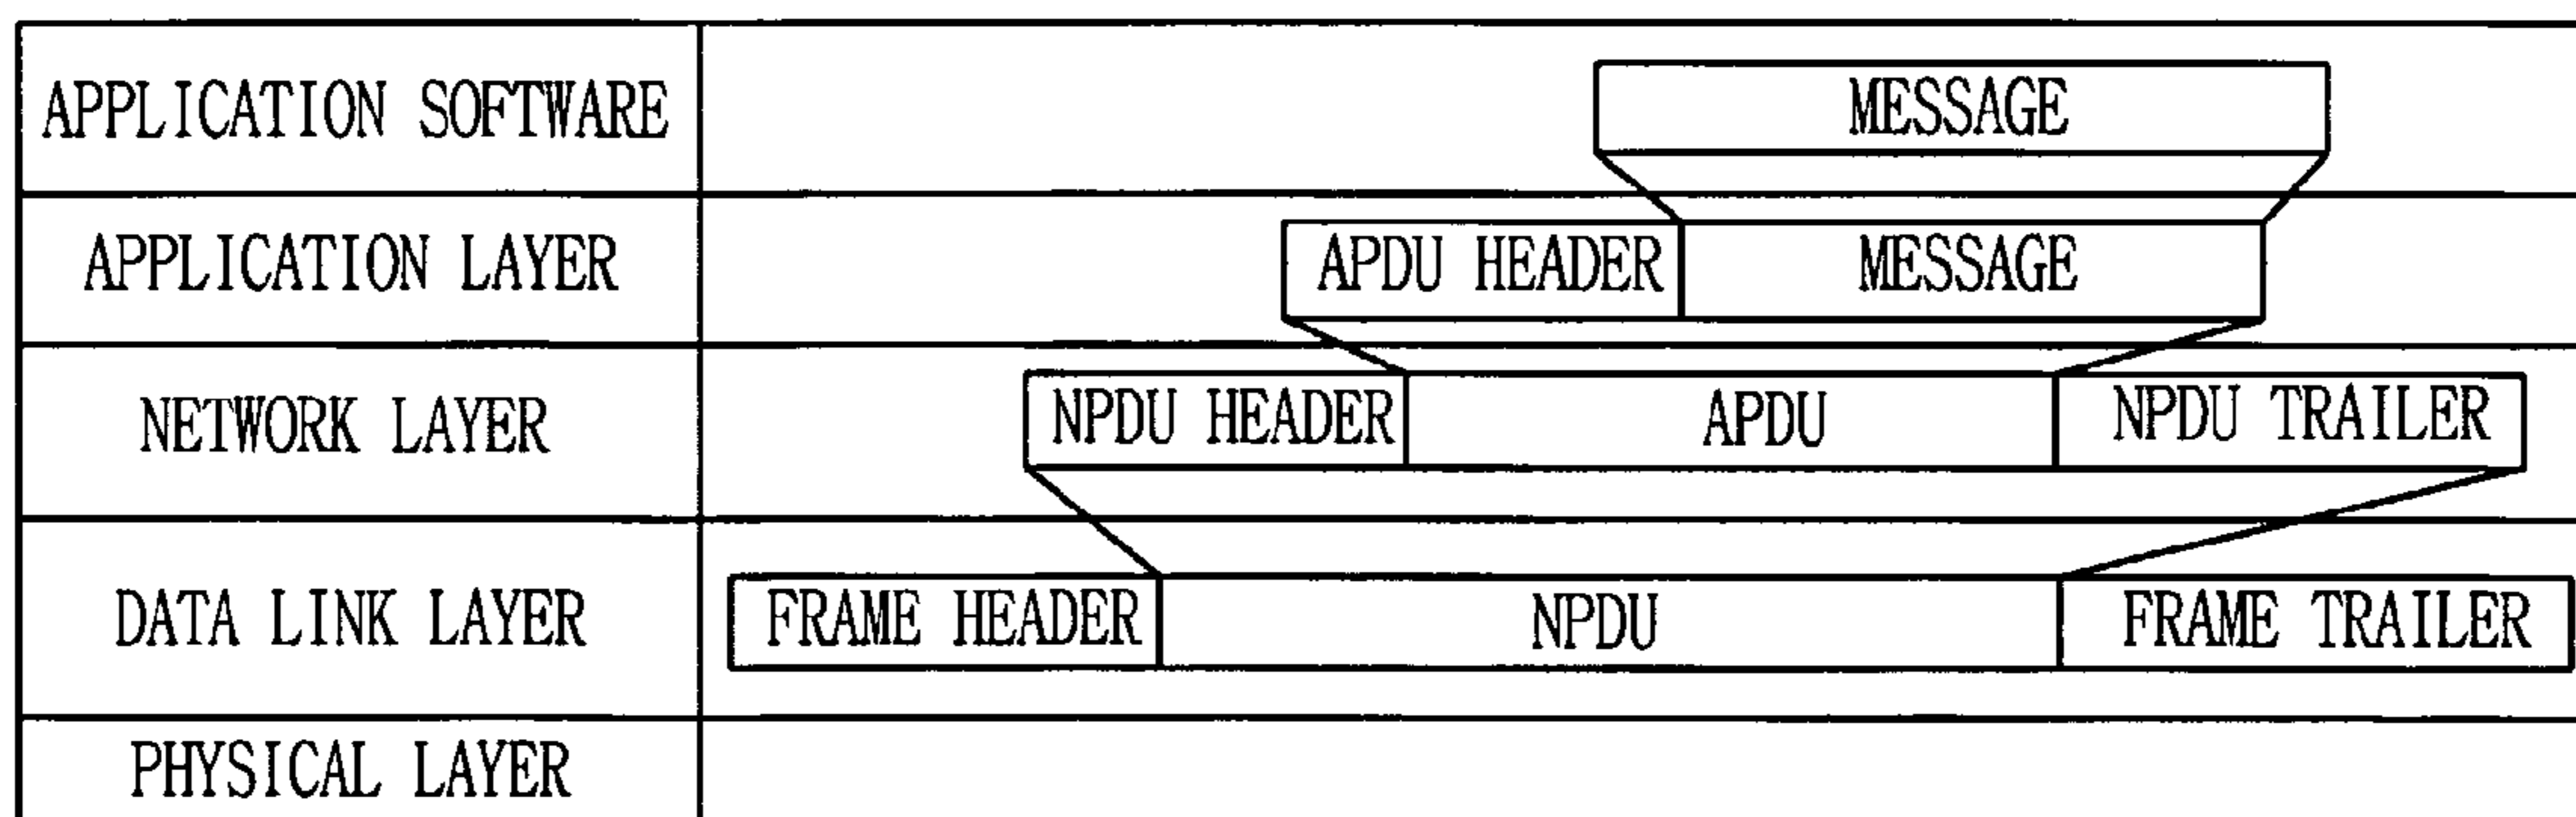 APPLICATION SOFTWARE
MESSAGE
APPLICATION LAYER
APDU HEADER
MESSAGE
NETWORK LAYER
NPDU HEADER
APDU
NPDU TRAILER
DATA LINK LAYER
FRAME HEADER
NPDU
FRAME TRAILER
PHYSICAL LAYER